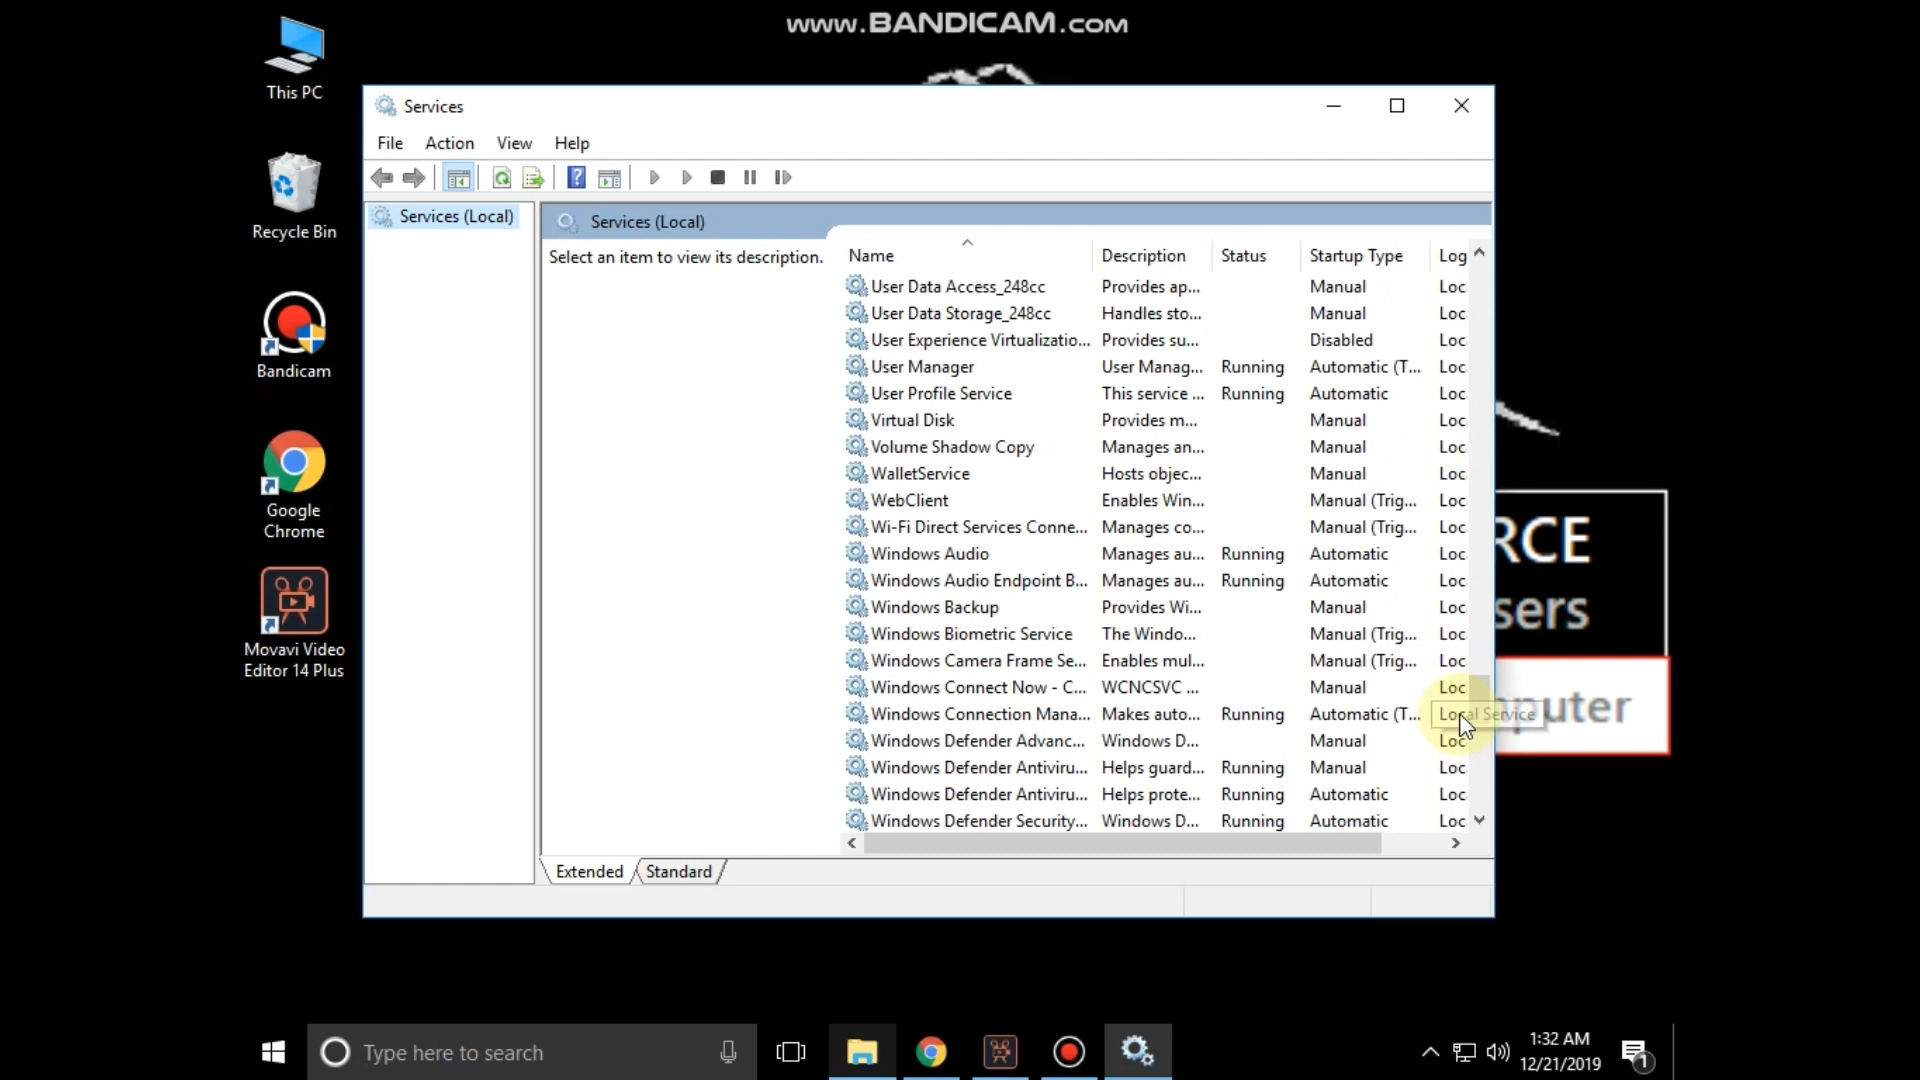 www.BANDICAM.com
This PC
Recycle Bin
Bandicam
Google
Chrome
Movavi Video
Editor 14 Plus
Services
File Action View Help
Services (Local)
Services (Local)
Select an item to view its description.
Name Description Status Startup Type Log
User Data Access_248cc Provides ap... Manual Loc
User Data Storage_248cc Handles sto... Manual Loc
User Experience Virtualizatio... Provides su... Disabled Loc
User Manager User Manag... Running Automatic (T... Loc
User Profile Service This service ... Running Automatic Loc
Virtual Disk Provides m... Manual Loc
Volume Shadow Copy Manages an... Manual Loc
WalletService Hosts objec... Manual Loc
WebClient Enables Win... Manual (Trig... Loc
Wi-Fi Direct Services Conne... Manages co... Manual (Trig... Loc
Windows Audio Manages au... Running Automatic Loc
Windows Audio Endpoint B... Manages au... Running Automatic Loc
Windows Backup Provides Wi... Manual Loc
Windows Biometric Service The Windo... Manual (Trig... Loc
Windows Camera Frame Se... Enables mul... Manual (Trig... Loc
Windows Connect Now - C... WCNCSVC ... Manual Loc
Windows Connection Mana... Makes auto... Running Automatic (T... Local Service
Windows Defender Advanc... Windows D... Manual Loc
Windows Defender Antiviru... Helps guard... Running Manual Loc
Windows Defender Antiviru... Helps prote... Running Automatic Loc
Windows Defender Security... Windows D... Running Automatic Loc
Extended Standard
RCE
sers
puter
Type here to search
1:32 AM
12/21/2019
1